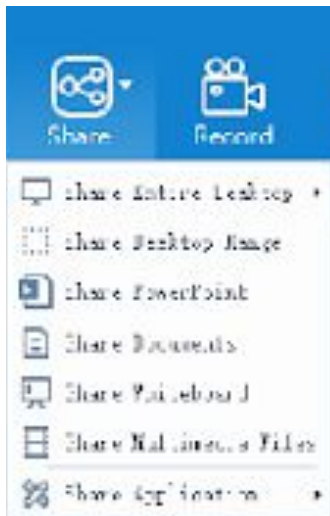 Share
Record
Share Entire Desktop
Share Desktop Range
Share PowerPoint
Share Documents
Share Whiteboard
Share Multimedia Files
Share Application